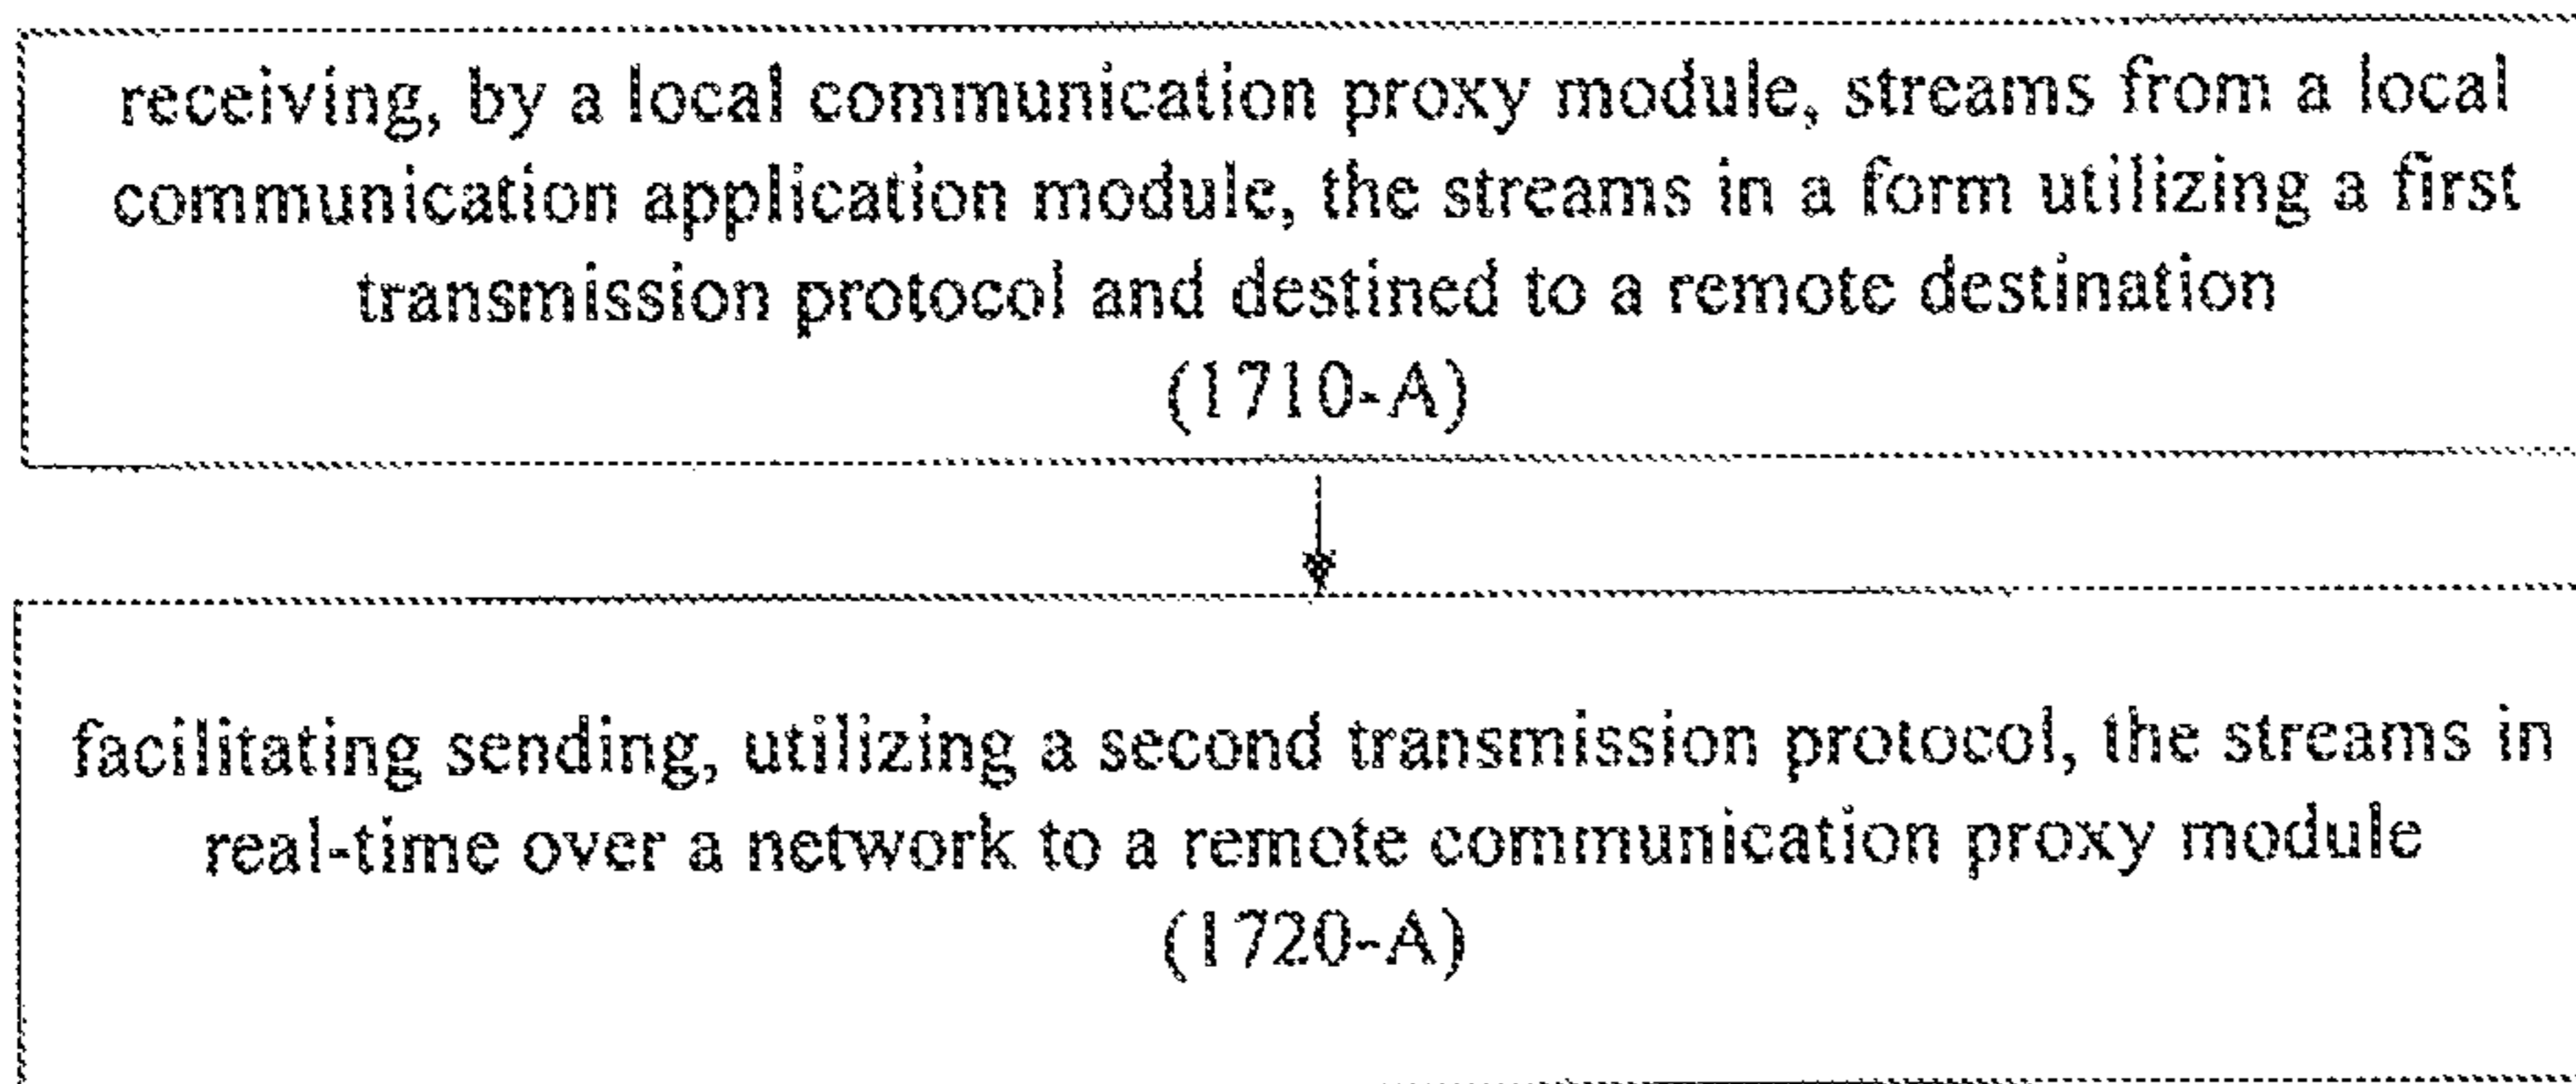 receiving, by a local communication proxy module, streams from a local
communication application module, the streams in a form utilizing a first
transmission protocol and destined to a remote destination
(1710-A)
facilitating sending, utilizing a second transmission protocol, the streams in
real-time over a network to a remote communication proxy module
(1720-A)